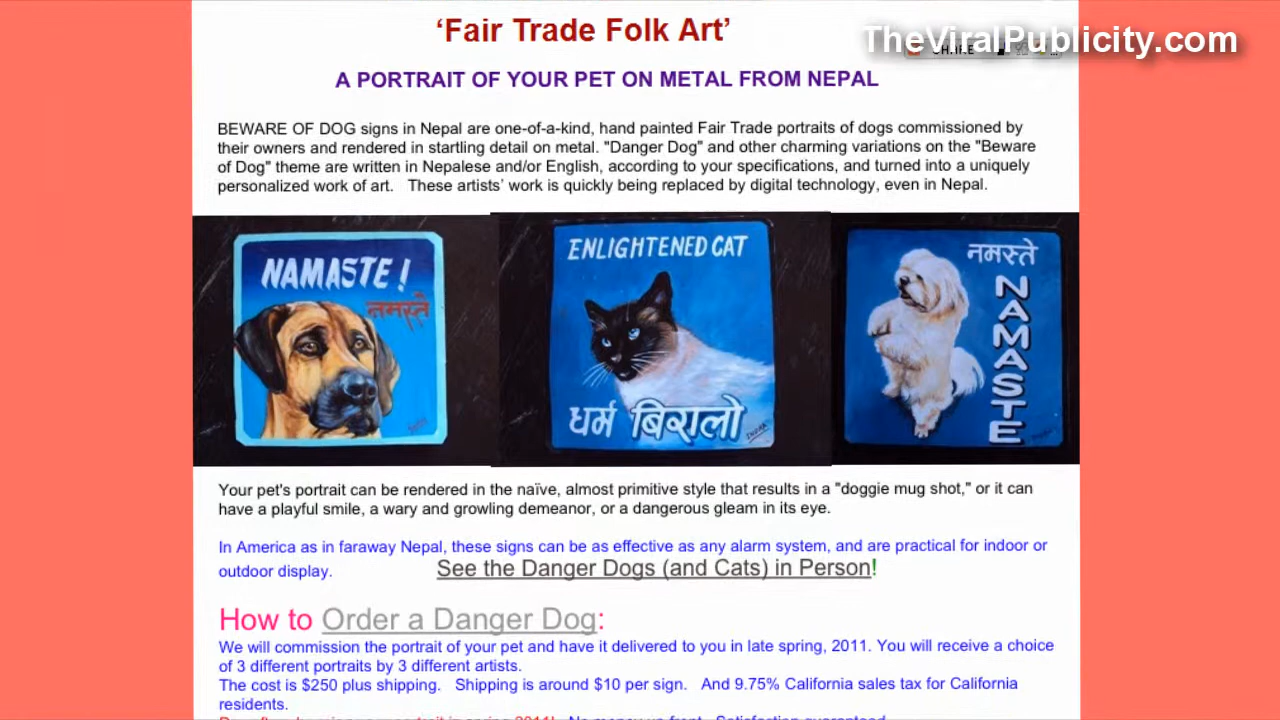 ‘Fair Trade Folk Art’
TheViralPublicity.com
SHARE
A PORTRAIT OF YOUR PET ON METAL FROM NEPAL
BEWARE OF DOG signs in Nepal are one-of-a-kind, hand painted Fair Trade portraits of dogs commissioned by
their owners and rendered in startling detail on metal. "Danger Dog" and other charming variations on the "Beware
of Dog" theme are written in Nepalese and/or English, according to your specifications, and turned into a uniquely
personalized work of art. These artists’ work is quickly being replaced by digital technology, even in Nepal.
NAMASTE!
नमस्ते
ENLIGHTENED CAT
धर्म बिरालो
नमस्ते
NAMASTE
Your pet's portrait can be rendered in the naïve, almost primitive style that results in a "doggie mug shot," or it can
have a playful smile, a wary and growling demeanor, or a dangerous gleam in its eye.
In America as in faraway Nepal, these signs can be as effective as any alarm system, and are practical for indoor or
outdoor display. See the Danger Dogs (and Cats) in Person!
How to Order a Danger Dog:
We will commission the portrait of your pet and have it delivered to you in late spring, 2011. You will receive a choice
of 3 different portraits by 3 different artists.
The cost is $250 plus shipping. Shipping is around $10 per sign. And 9.75% California sales tax for California
residents.